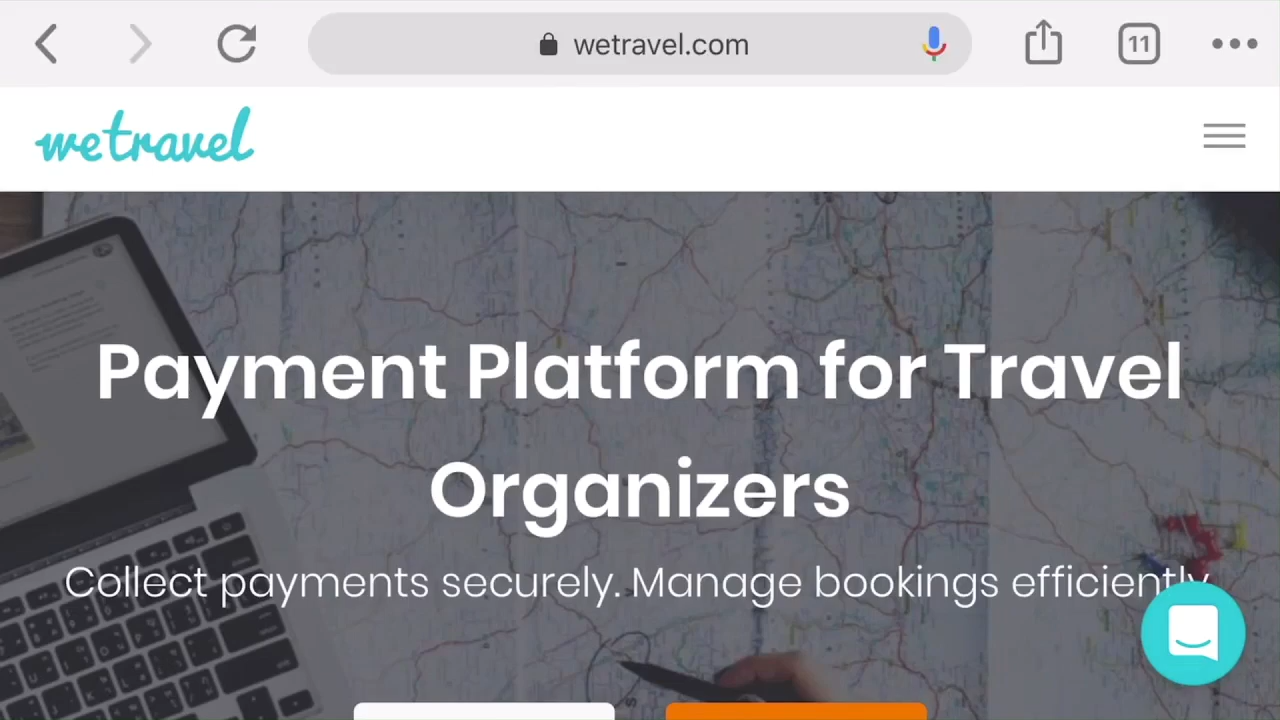 wetravel.com
11
wetravel
Payment Platform for Travel
Organizers
Collect payments securely. Manage bookings efficiently.